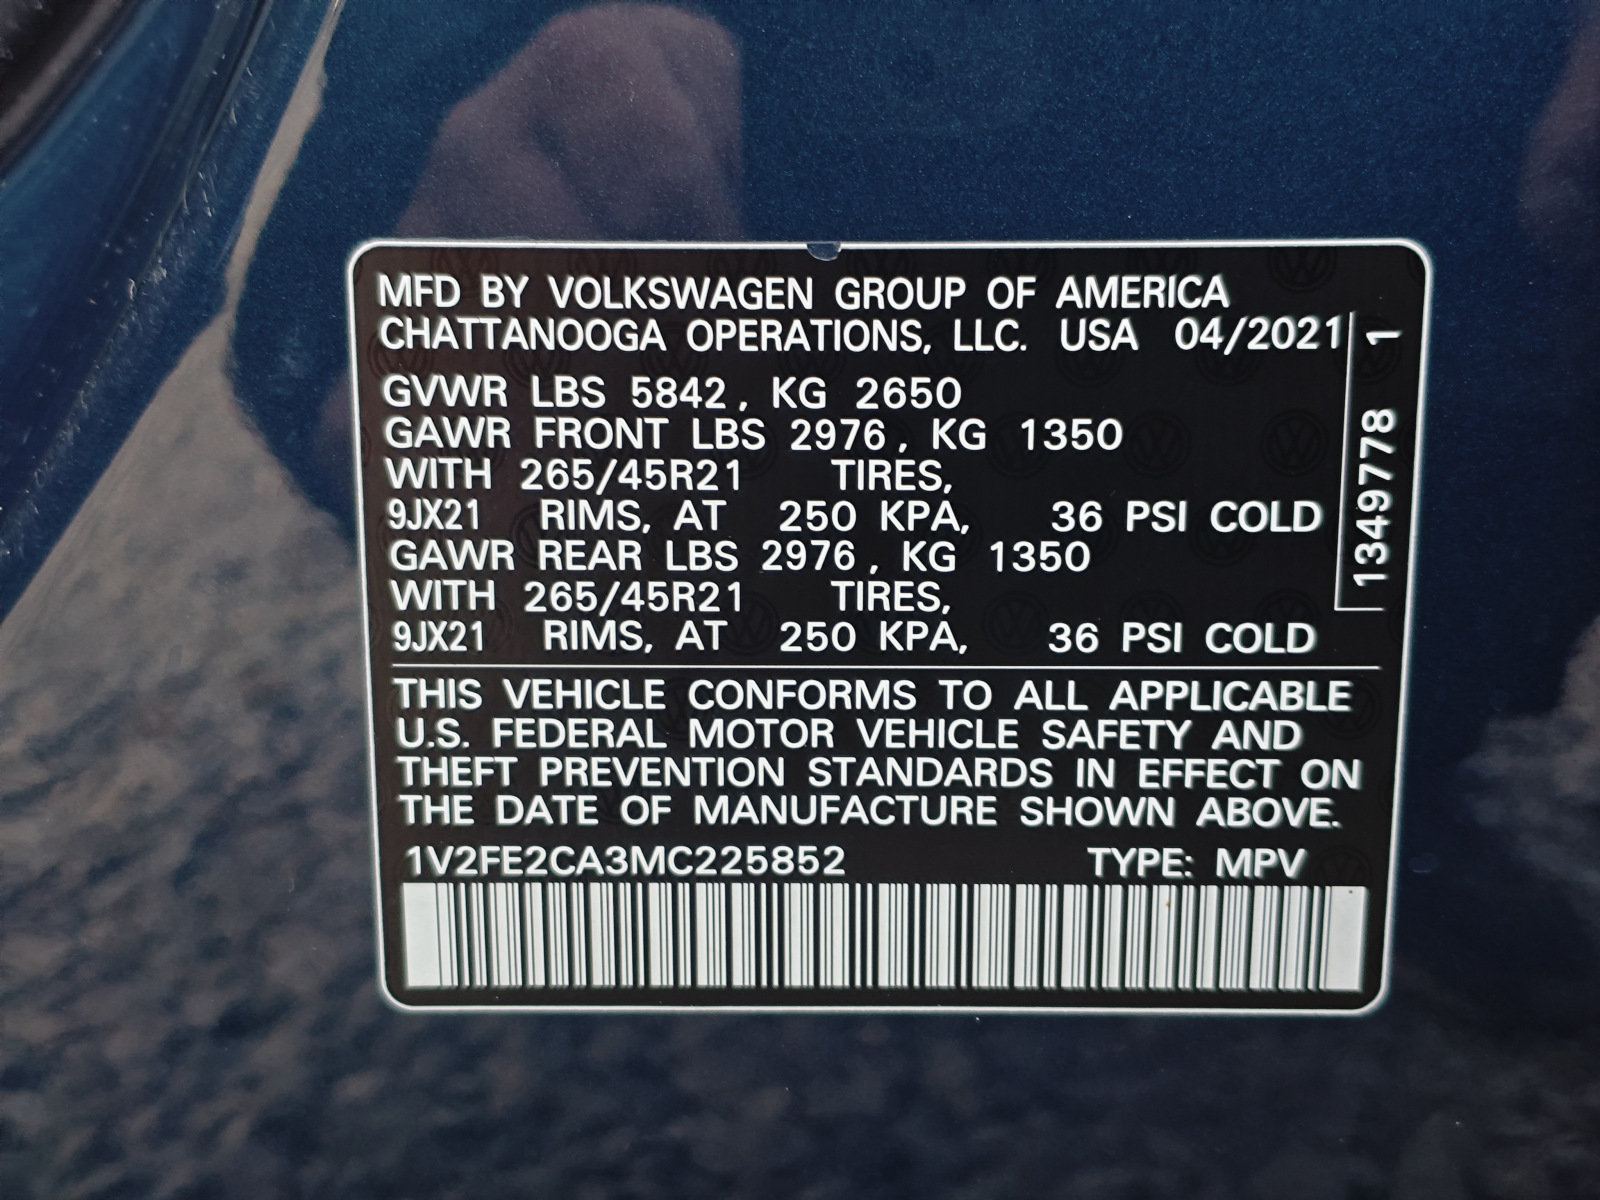 MFD BY VOLKSWAGEN GROUP OF AMERICA
CHATTANOOGA OPERATIONS, LLC. USA 04/2021
GVWR LBS 5842, KG 2650
GAWR FRONT LBS 2976, KG 1350
WITH 265/45R21 TIRES,
9JX21 RIMS, AT 250 KPA, 36 PSI COLD
GAWR REAR LBS 2976, KG 1350
WITH 265/45R21 TIRES,
9JX21 RIMS, AT 250 KPA, 36 PSI COLD
1349778 1
THIS VEHICLE CONFORMS TO ALL APPLICABLE
U.S. FEDERAL MOTOR VEHICLE SAFETY AND
THEFT PREVENTION STANDARDS IN EFFECT ON
THE DATE OF MANUFACTURE SHOWN ABOVE.
1V2FE2CA3MC225852 TYPE: MPV